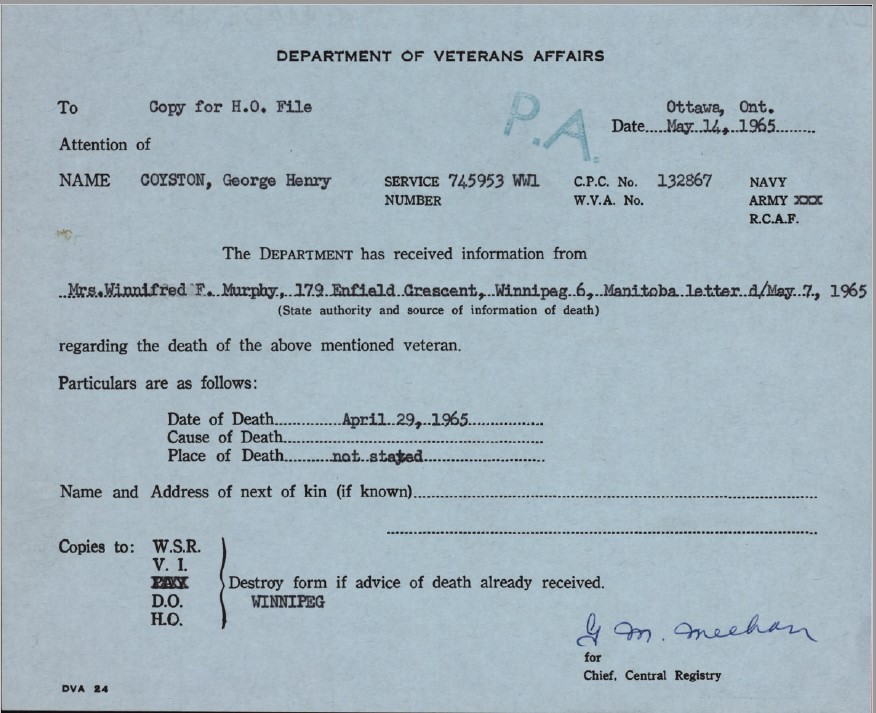 DEPARTMENT OF VETERANS AFFAIRS
To Copy for H.O. File
P.A.
Ottawa, Ont.
Date....May 14, 1965........
Attention of
NAME COYSTON, George Henry SERVICE NUMBER 745953 WW1 C.P.C. No. 132867 W.V.A. No. NAVY ARMY XXX R.C.A.F.
The DEPARTMENT has received information from
Mrs.Winnifred F. Murphy, 179 Enfield Crescent, Winnipeg 6, Manitoba letter d/May 7, 1965
(State authority and source of information of death)
regarding the death of the above mentioned veteran.
Particulars are as follows:
Date of Death..............April 29, 1965...............
Cause of Death..............................
Place of Death..........not stated..........................
Name and Address of next of kin (if known)..............................
Copies to: W.S.R.
V. I.
PAY Destroy form if advice of death already received.
D.O. WINNIPEG
H.O.
G M. Meehan
for
Chief, Central Registry
DVA 24